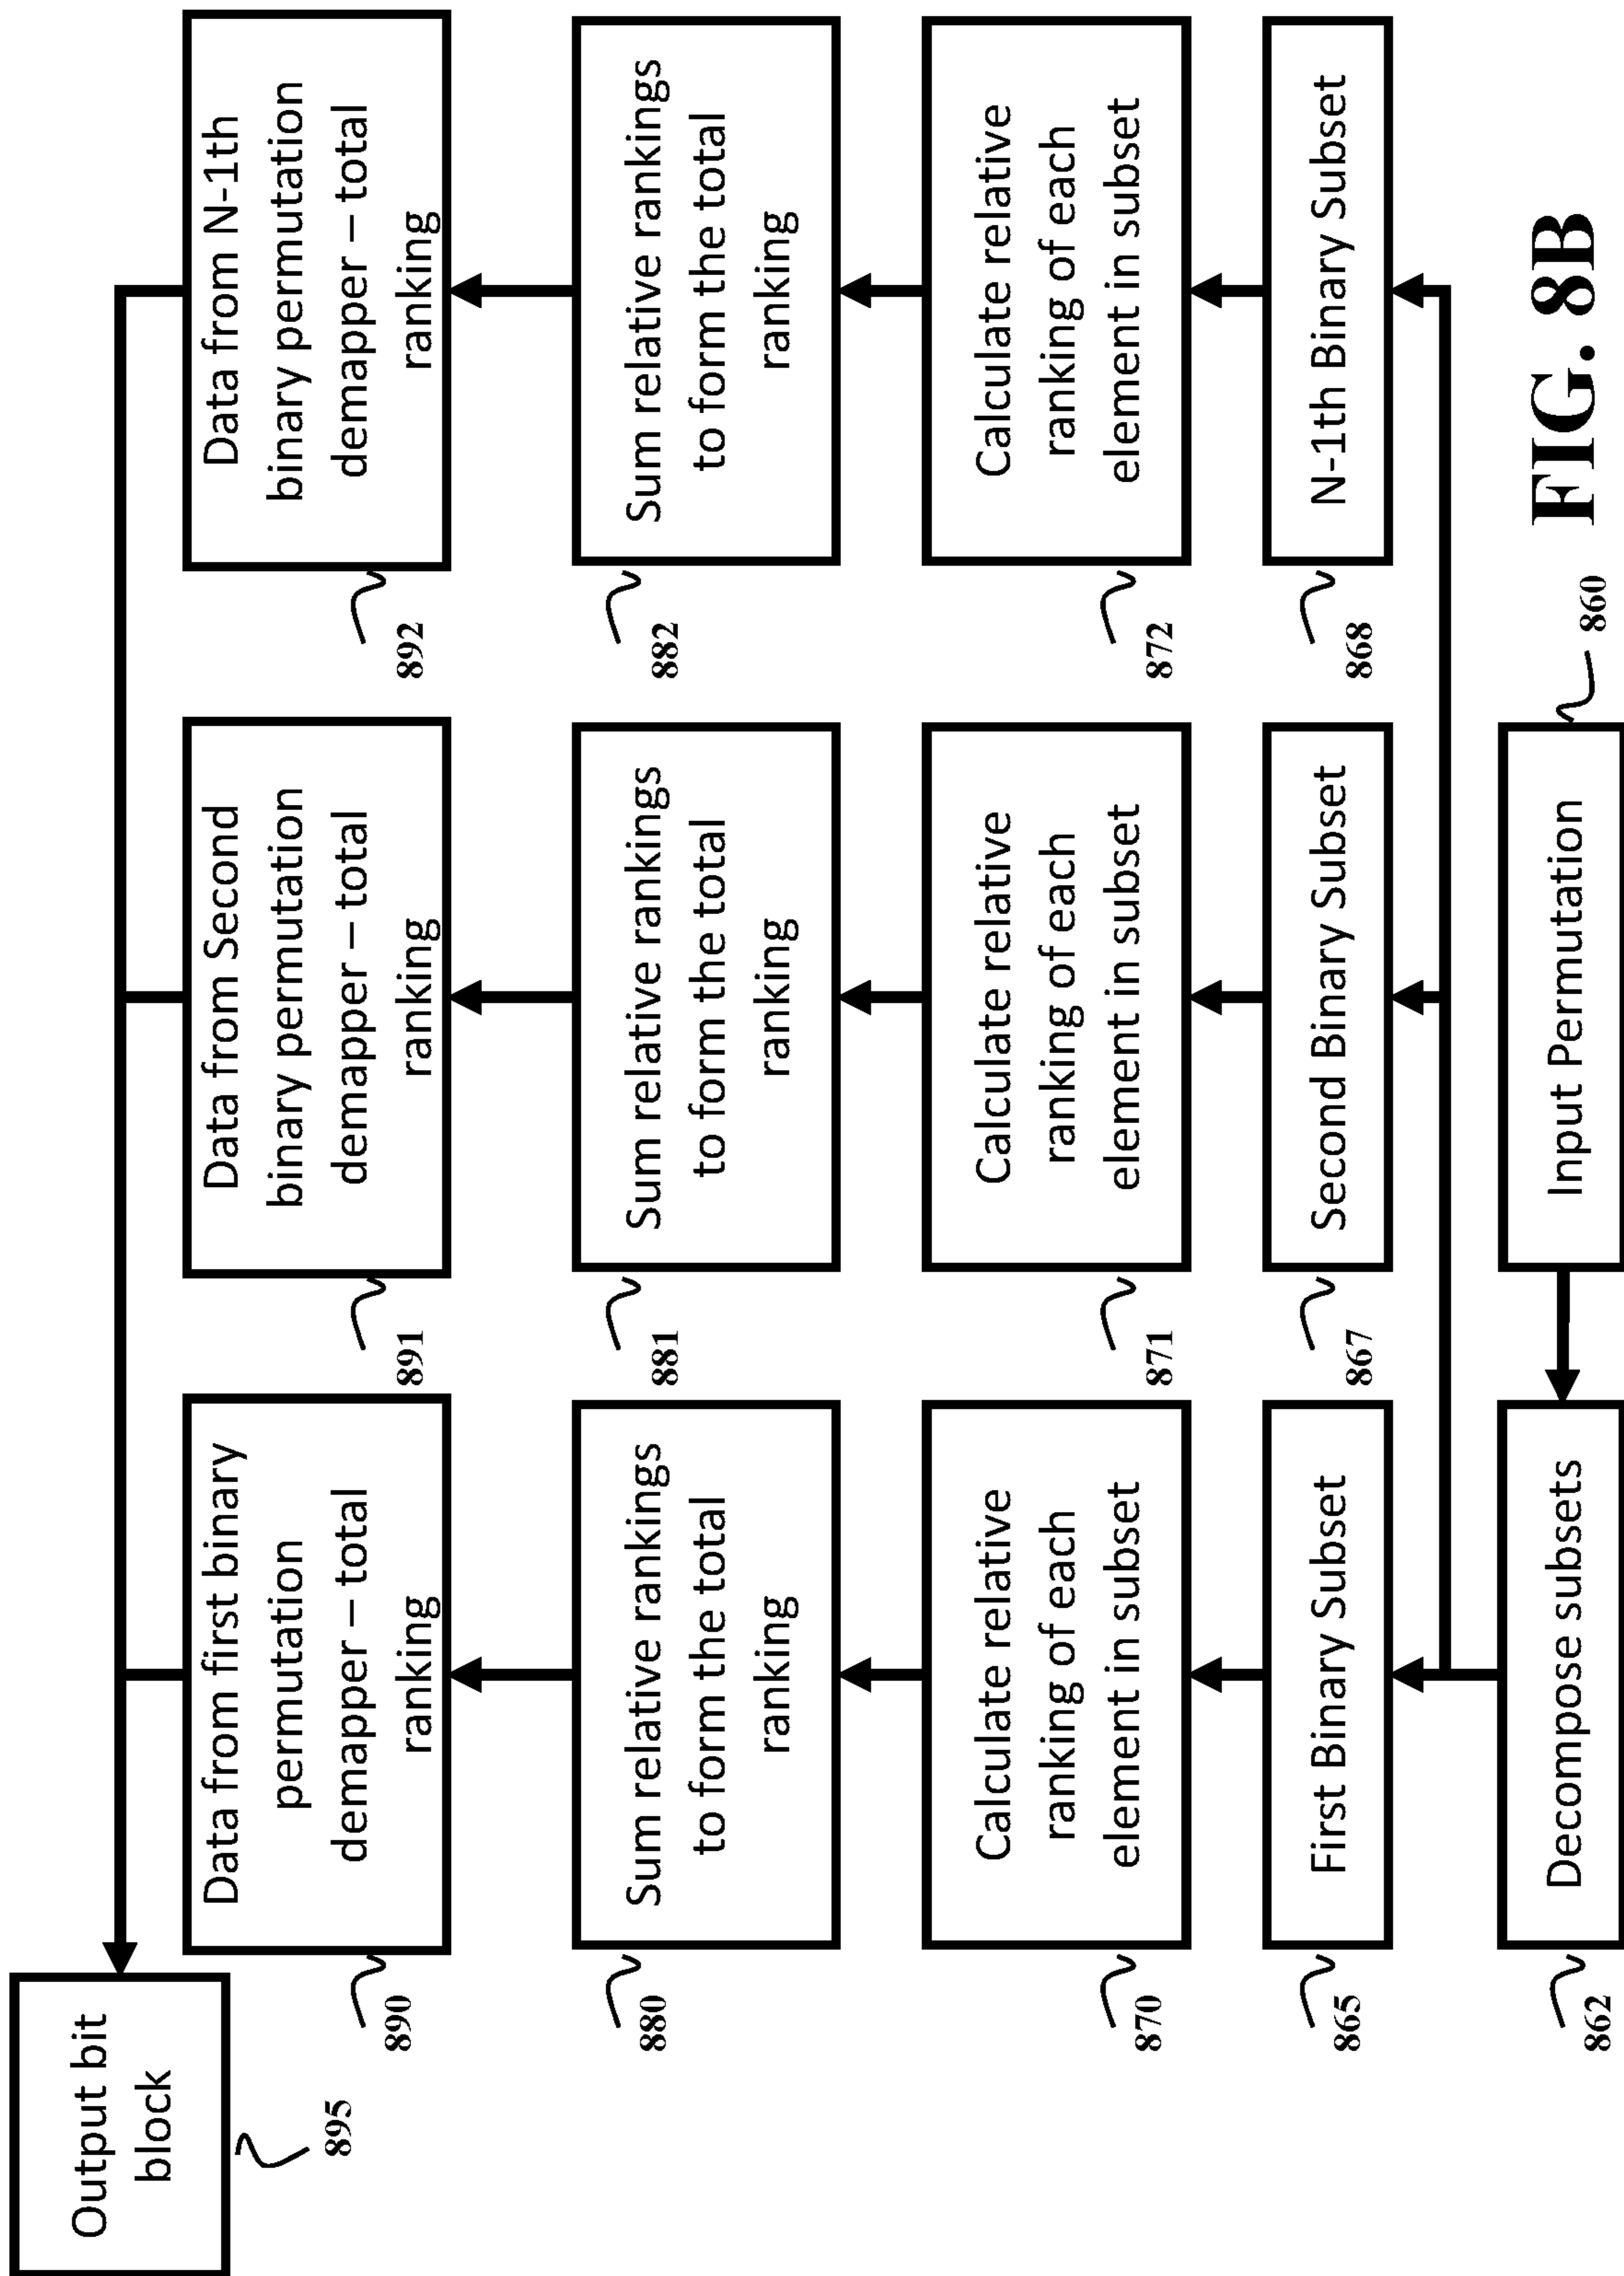 Output bit
block
895
Data from first binary
permutation
demapper – total
ranking
890
Data from Second
binary permutation
demapper – total
ranking
891
Data from N-1th
binary permutation
demapper – total
ranking
892
Sum relative rankings
to form the total
ranking
880
Sum relative rankings
to form the total
ranking
881
Sum relative rankings
to form the total
ranking
882
Calculate relative
ranking of each
element in subset
870
Calculate relative
ranking of each
element in subset
871
Calculate relative
ranking of each
element in subset
872
First Binary Subset
865
Second Binary Subset
867
N-1th Binary Subset
868
Decompose subsets
862
Input Permutation
860
FIG. 8B